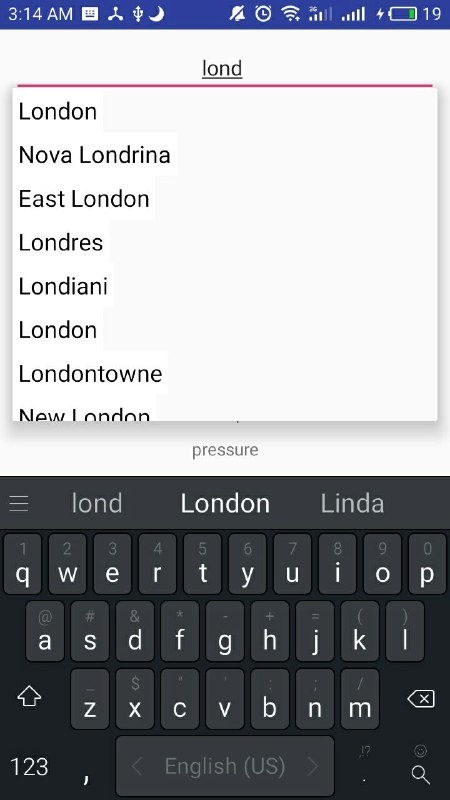 3:14 AM 3G 19
lond
London
Nova Londrina
East London
Londres
Londiani
London
Londontowne
New London
pressure
lond London Linda
1 2 3 4 5 6 7 8 9 0
q w e r t y u i o p
@ # & * - + = ( )
a s d f g h j k l
_ $ " ' : ; /
z x c v b n m
123 , English (US) ,!? .